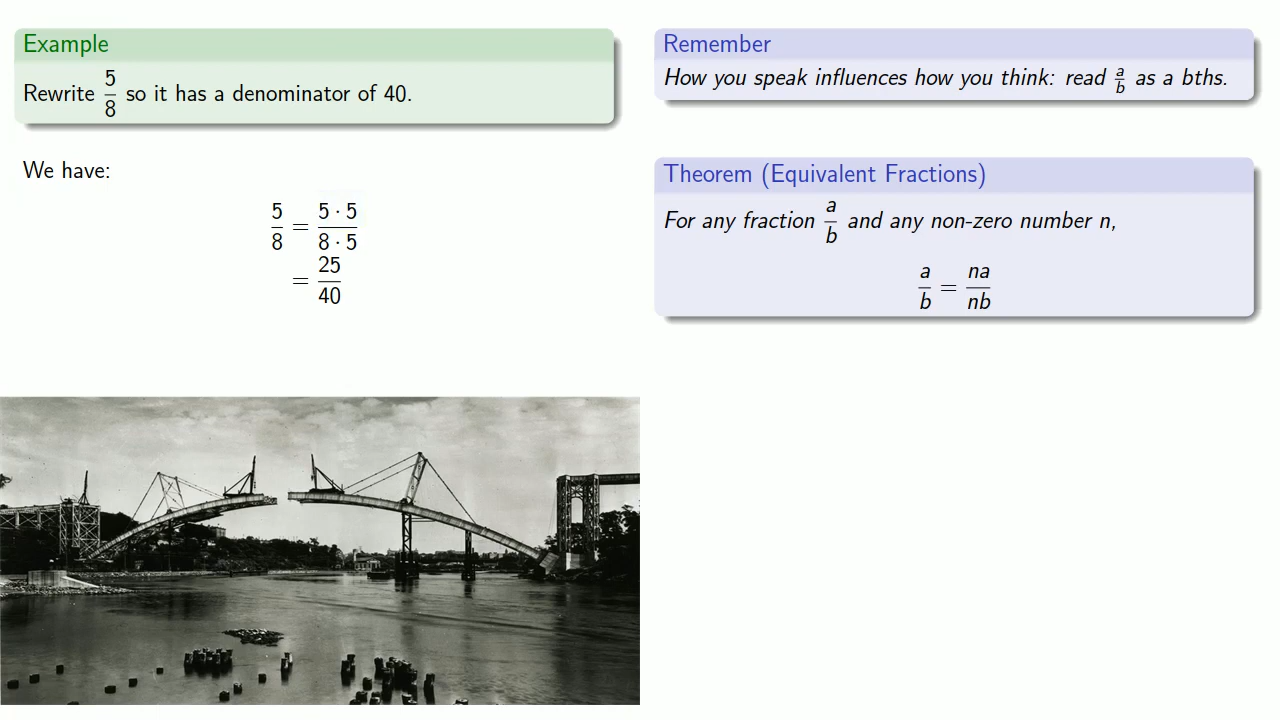 Example
Rewrite 5/8 so it has a denominator of 40.
We have:
5/8 = 5 · 5/8 · 5
= 25/40
Remember
How you speak influences how you think: read a/b as a bths.
Theorem (Equivalent Fractions)
For any fraction a/b and any non-zero number n,
a/b = na/nb